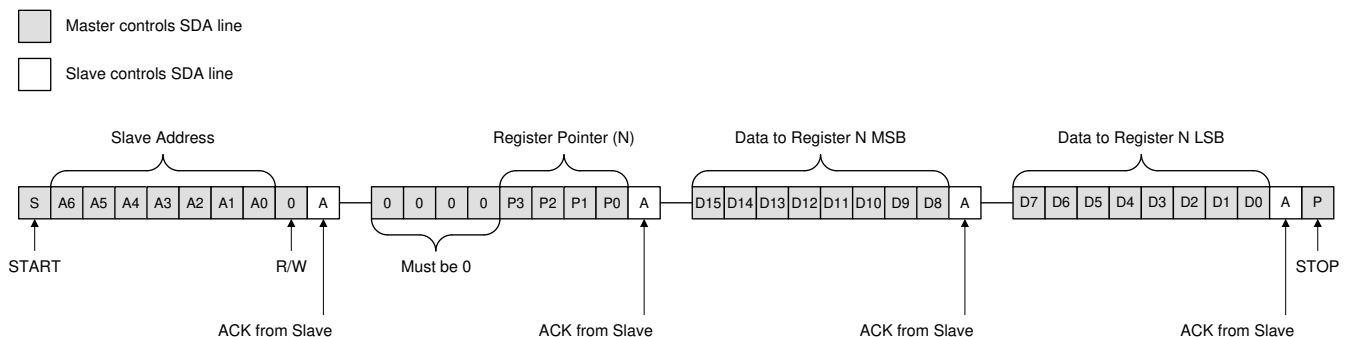 Master controls SDA line
Slave controls SDA line
Slave Address Register Pointer (N) Data to Register N MSB Data to Register N LSB
S A6 A5 A4 A3 A2 A1 A0 0 A 0 0 0 0 P3 P2 P1 P0 A D15 D14 D13 D12 D11 D10 D9 D8 A D7 D6 D5 D4 D3 D2 D1 D0 A P
START R/W Must be 0 STOP
ACK from Slave ACK from Slave ACK from Slave ACK from Slave